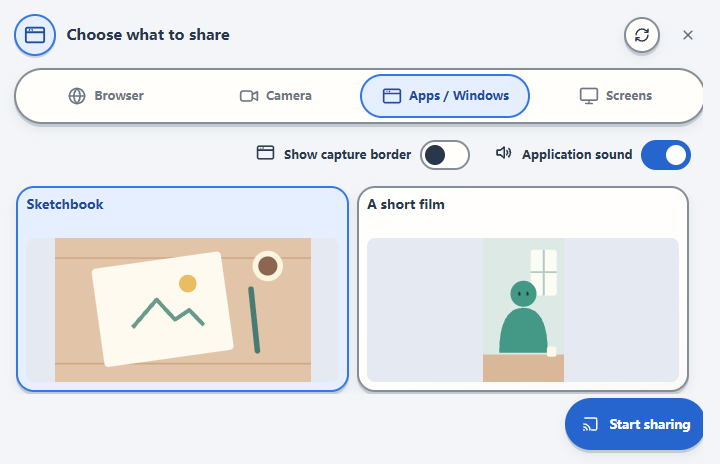 Choose what to share
Browser
Camera
Apps / Windows
Screens
Show capture border
Application sound
Sketchbook
A short film
Start sharing